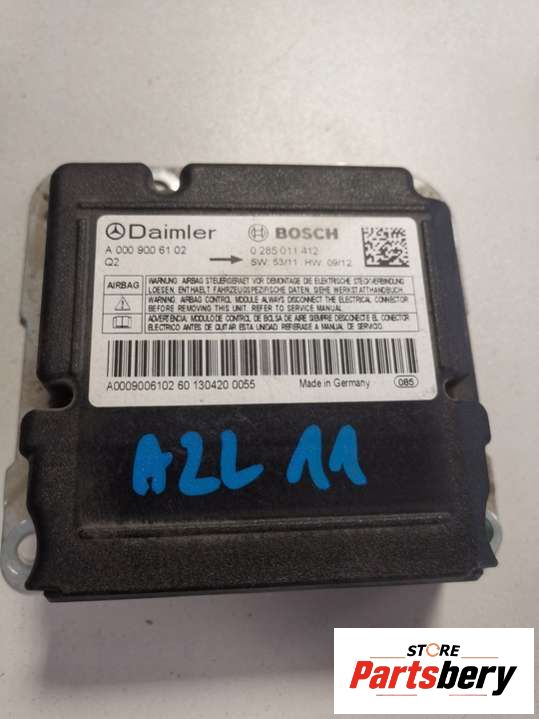 Daimler
BOSCH
A 000 900 61 02
0 285 011 412
Q2
SW: 53/11 HW: 09/12
AIRBAG
WARNUNG: AIRBAG STEUERGERÄT VOR DEMONTAGE DIE ELEKTRISCHE STECKVERBINDUNG
LOESEN. ENTHAELT FAHRZEUGSPEZIFISCHE DATEN. SIEHE WERKSTATTHANDBUCH
WARNING: AIRBAG CONTROL MODULE ALWAYS DISCONNECT THE ELECTRICAL CONNECTOR
BEFORE REMOVING THIS UNIT. REFER TO SERVICE MANUAL
ADVERTENCIA: MODULO DE CONTROL DE BOLSA DE AIRE SIEMPRE DESCONECTE EL CONECTOR
ELECTRICO ANTES DE QUITAR ESTA UNIDAD. REFIERASE A MANUAL DE SERVICIO.
A0009006102 60 130420 0055
Made in Germany
085
A2L 11
STORE
Partsbery